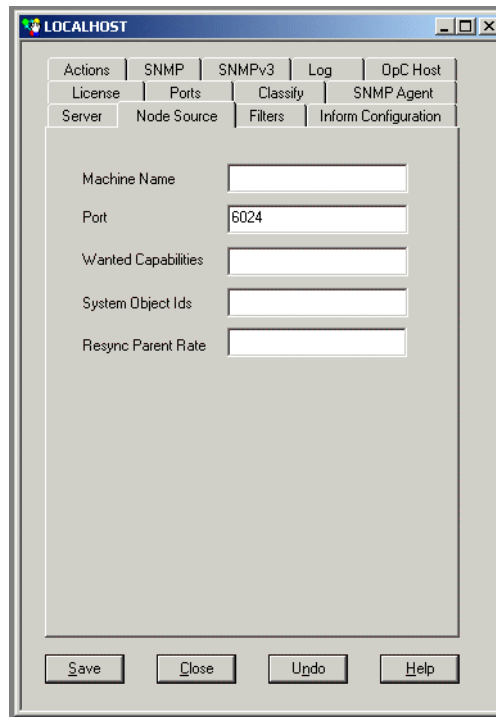 LOCALHOST
Actions SNMP SNMPv3 Log OpC Host
License Ports Classify SNMP Agent
Server Node Source Filters Inform Configuration
Machine Name
Port 6024
Wanted Capabilities
System Object Ids
Resync Parent Rate
Save Close Undo Help